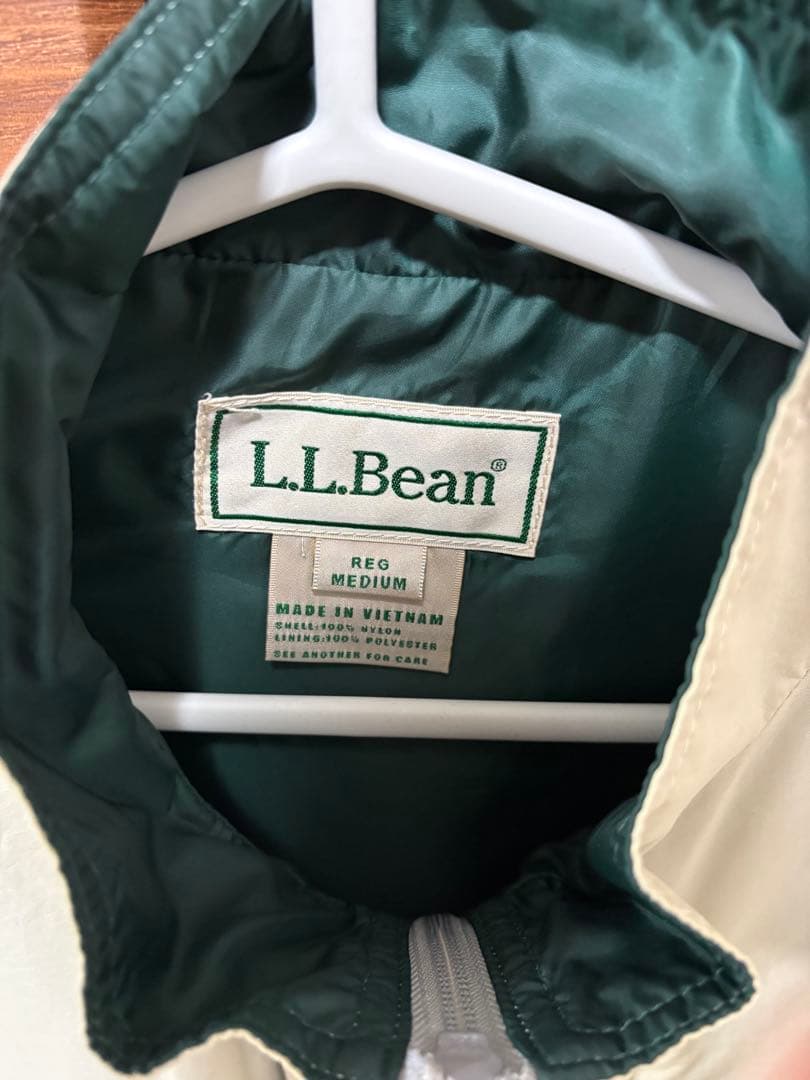 L.L.Bean®
REG
MEDIUM
MADE IN VIETNAM
SHELL:100% NYLON
LINING:100% POLYESTER
SEE ANOTHER FOR CARE